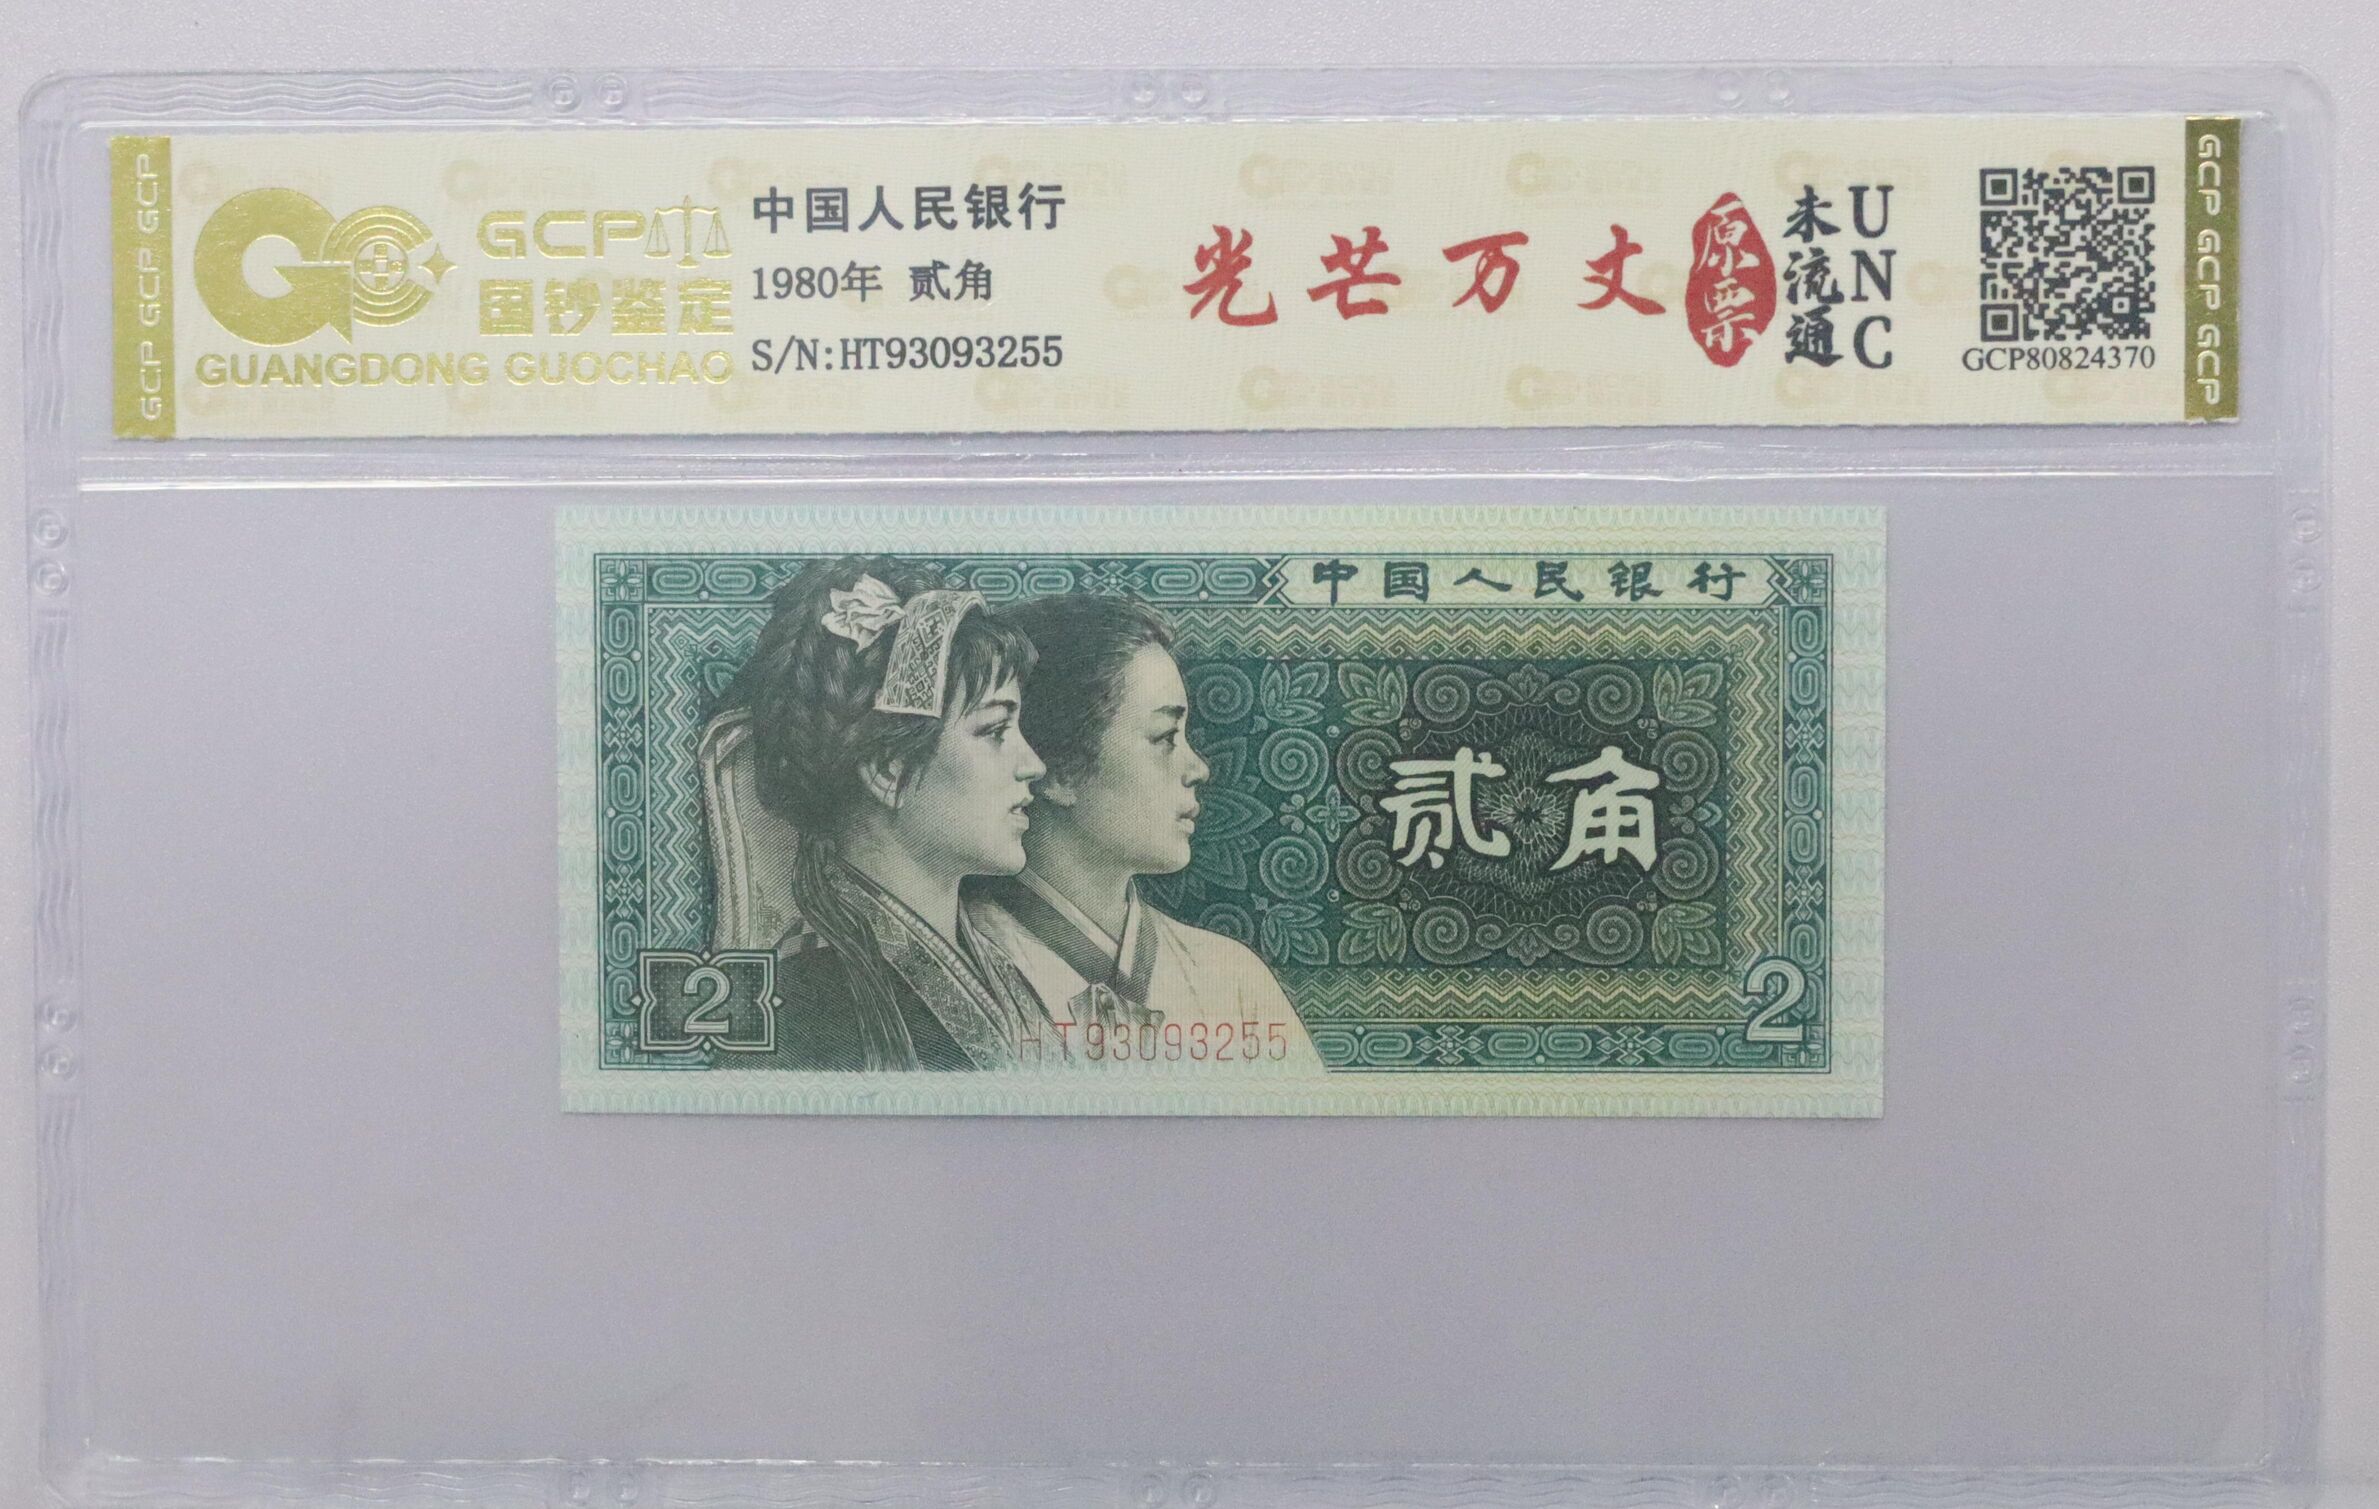 GCP GCP GCP
GCP
国钞鉴定
GUANGDONG GUOCHAO
中国人民银行
1980年 贰角
S/N:HT93093255
光芒万丈
原票
未流通
UNC
GCP80824370
GCP GCP GCP
中国人民银行
贰角
2
2
HT93093255